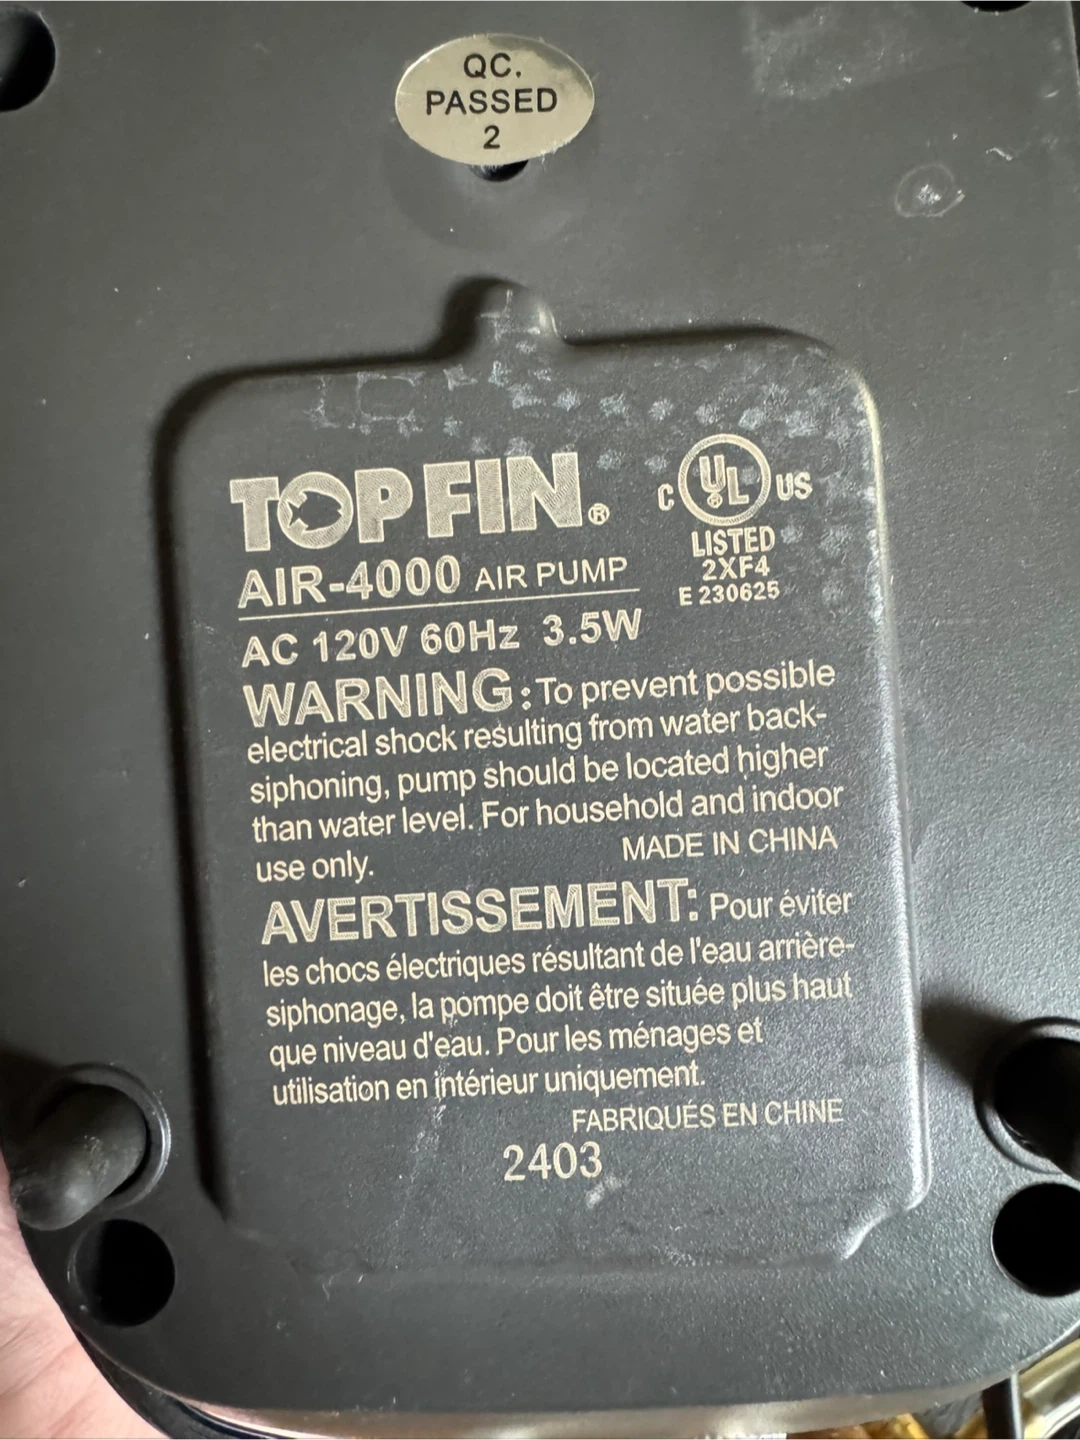 QC.
PASSED
2
TOPFIN®
C UL® US
LISTED
2XF4
E 230625
AIR-4000 AIR PUMP
AC 120V 60Hz 3.5W
WARNING: To prevent possible
electrical shock resulting from water back-
siphoning, pump should be located higher
than water level. For household and indoor
use only. MADE IN CHINA
AVERTISSEMENT: Pour éviter
les chocs électriques résultant de l'eau arrière-
siphonage, la pompe doit être située plus haut
que niveau d'eau. Pour les ménages et
utilisation en intérieur uniquement.
FABRIQUÉS EN CHINE
2403